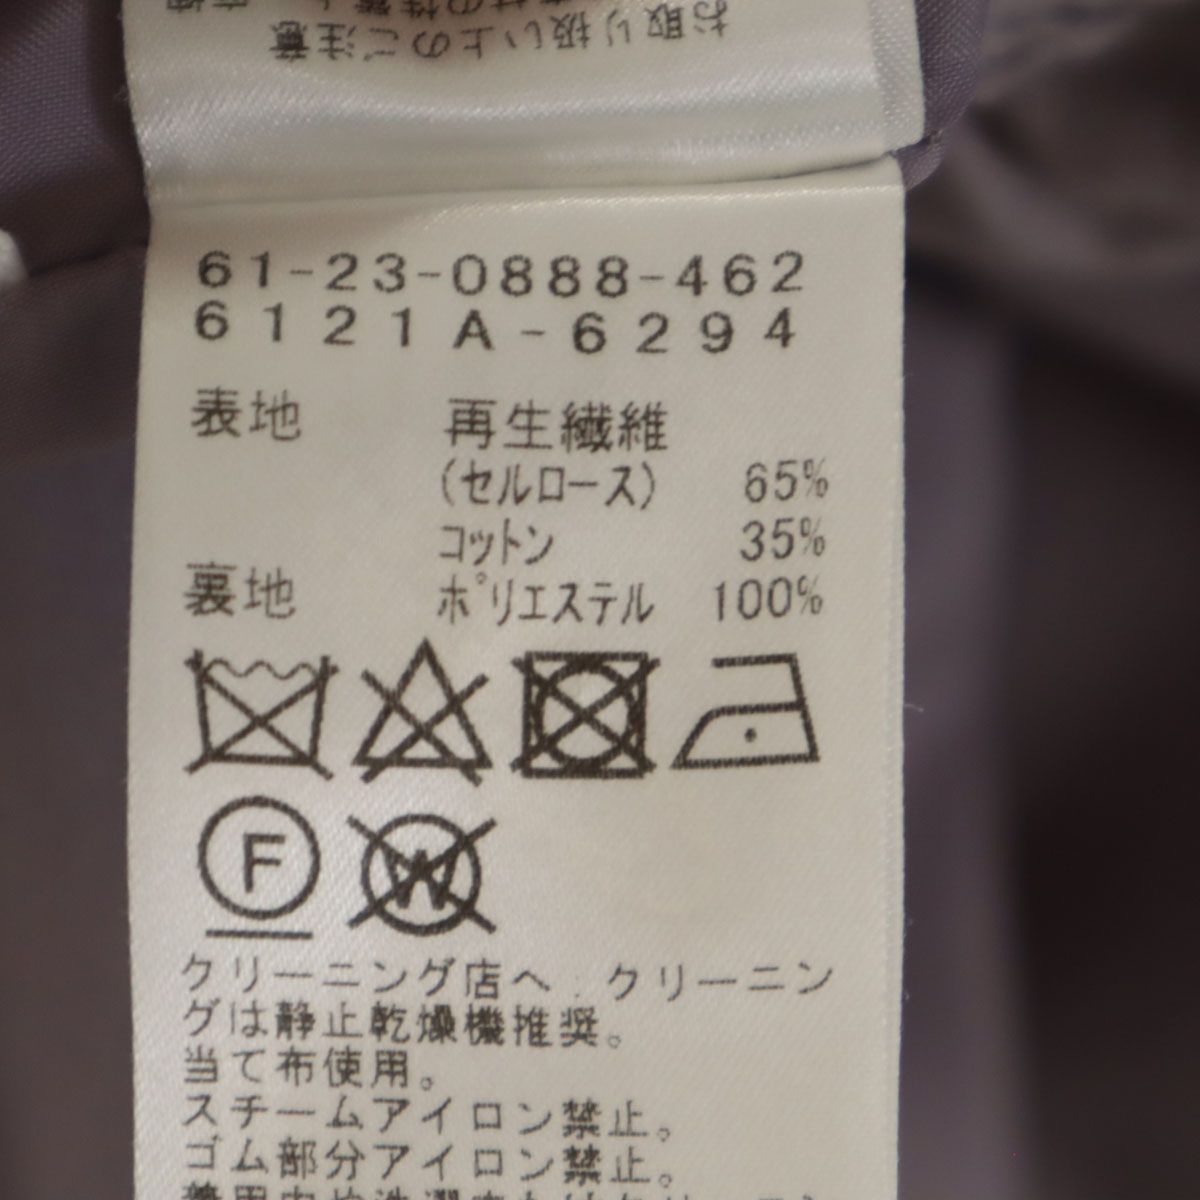 お取り扱い上のご注意
61-23-0888-462
6121A-6294
表地 再生繊維
(セルロース) 65%
コットン 35%
裏地 ポリエステル 100%
F
W
クリーニング店へ:クリーニン
グは静止乾燥機推奨。
当て布使用。
スチームアイロン禁止。
ゴム部分アイロン禁止。